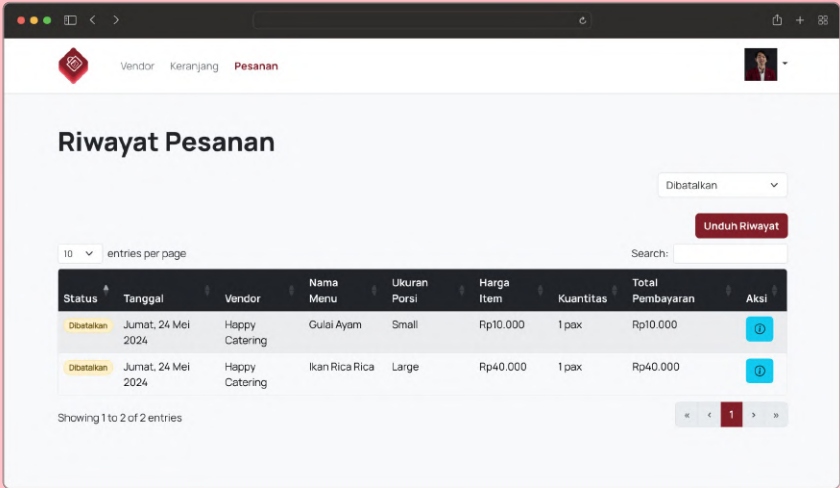 Vendor Keranjang Pesanan
Riwayat Pesanan
Dibatalkan
Unduh Riwayat
10 entries per page
Search:
Status Tanggal Vendor Nama Menu Ukuran Porsi Harga Item Kuantitas Total Pembayaran Aksi
Dibatalkan Jumat, 24 Mei 2024 Happy Catering Gulai Ayam Small Rp10.000 1 pax Rp10.000
Dibatalkan Jumat, 24 Mei 2024 Happy Catering Ikan Rica Rica Large Rp40.000 1 pax Rp40.000
Showing 1 to 2 of 2 entries
« ‹ 1 › »